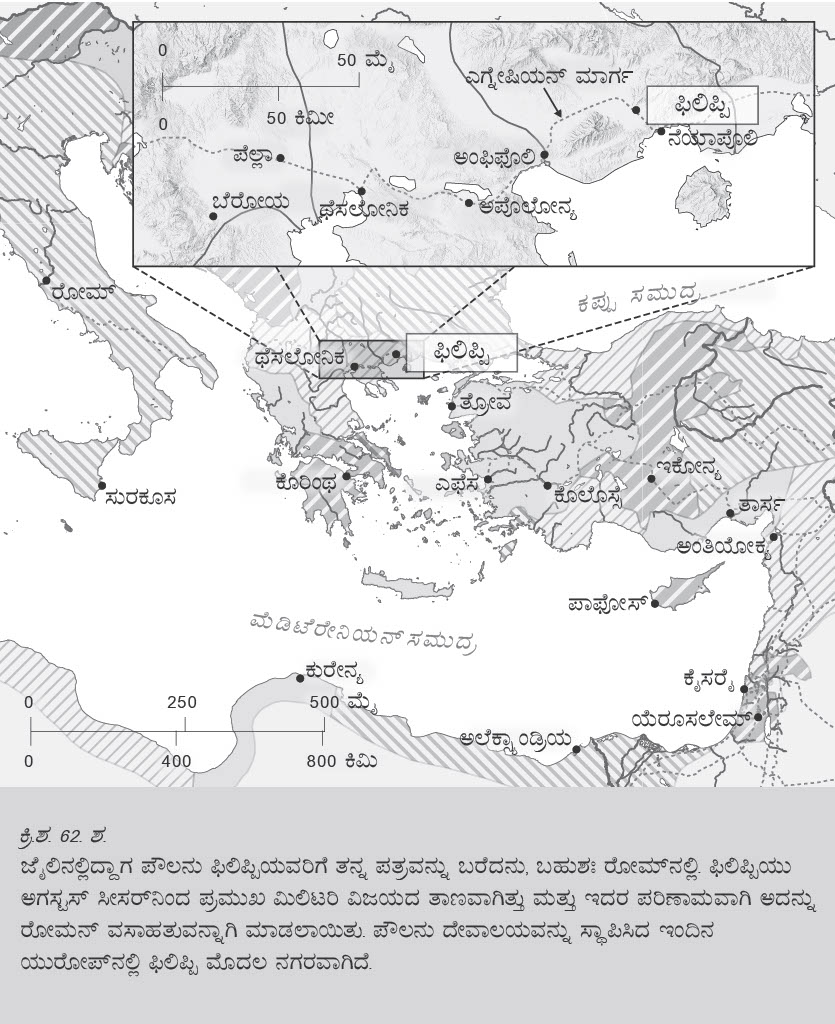 0
50 ಮೈ
0
50 ಕಿಮೀ
ಎಗ್ನೇಷಿಯನ್ ಮಾರ್ಗ
ಫಿಲಿಪ್ಪಿ
ನೆಯಾಪೊಲಿ
ಅಂಫಿಫೊಲಿ
ಪೆಲ್ಲಾ
ಬೆರೋಯ
ಥೆಸಲೋನಿಕ
ಅಪೊಲೋನ್ಯ
ರೋಮ್
ಕಪ್ಪು ಸಮುದ್ರ
ಥೆಸಲೋನಿಕ
ಫಿಲಿಪ್ಪಿ
ತ್ರೋವ
ಕೊರಿಂಥ
ಎಫೆಸ
ಕೊಲೊಸ್ಸ
ಇಕೋನ್ಯ
ತಾರ್ಸ
ಸುರಕೂಸ
ಅಂತಿಯೋಕ್ಯ
ಪಾಫೋಸ್
ಮೆಡಿಟೆರೇನಿಯನ್ ಸಮುದ್ರ
ಕುರೇನ್ಯ
ಕೈಸರೈ
ಯೆರೂಸಲೇಮ್
ಅಲೆಕ್ಸಾಂಡ್ರಿಯ
0 250 500 ಮೈ
0 400 800 ಕಿಮಿ
ಕ್ರಿ.ಶ. 62. ಶ.
ಜೈಲಿನಲ್ಲಿದ್ದಾಗ ಪೌಲನು ಫಿಲಿಪ್ಪಿಯವರಿಗೆ ತನ್ನ ಪತ್ರವನ್ನು ಬರೆದನು, ಬಹುಶಃ ರೋಮ್‌ನಲ್ಲಿ. ಫಿಲಿಪ್ಪಿಯು
ಅಗಸ್ಟಸ್ ಸೀಸರ್‌ನಿಂದ ಪ್ರಮುಖ ಮಿಲಿಟರಿ ವಿಜಯದ ತಾಣವಾಗಿತ್ತು ಮತ್ತು ಇದರ ಪರಿಣಾಮವಾಗಿ ಅದನ್ನು
ರೋಮನ್ ವಸಾಹತುವನ್ನಾಗಿ ಮಾಡಲಾಯಿತು. ಪೌಲನು ದೇವಾಲಯವನ್ನು ಸ್ಥಾಪಿಸಿದ ಇಂದಿನ
ಯುರೋಪ್‌ನಲ್ಲಿ ಫಿಲಿಪ್ಪಿ ಮೊದಲ ನಗರವಾಗಿದೆ.